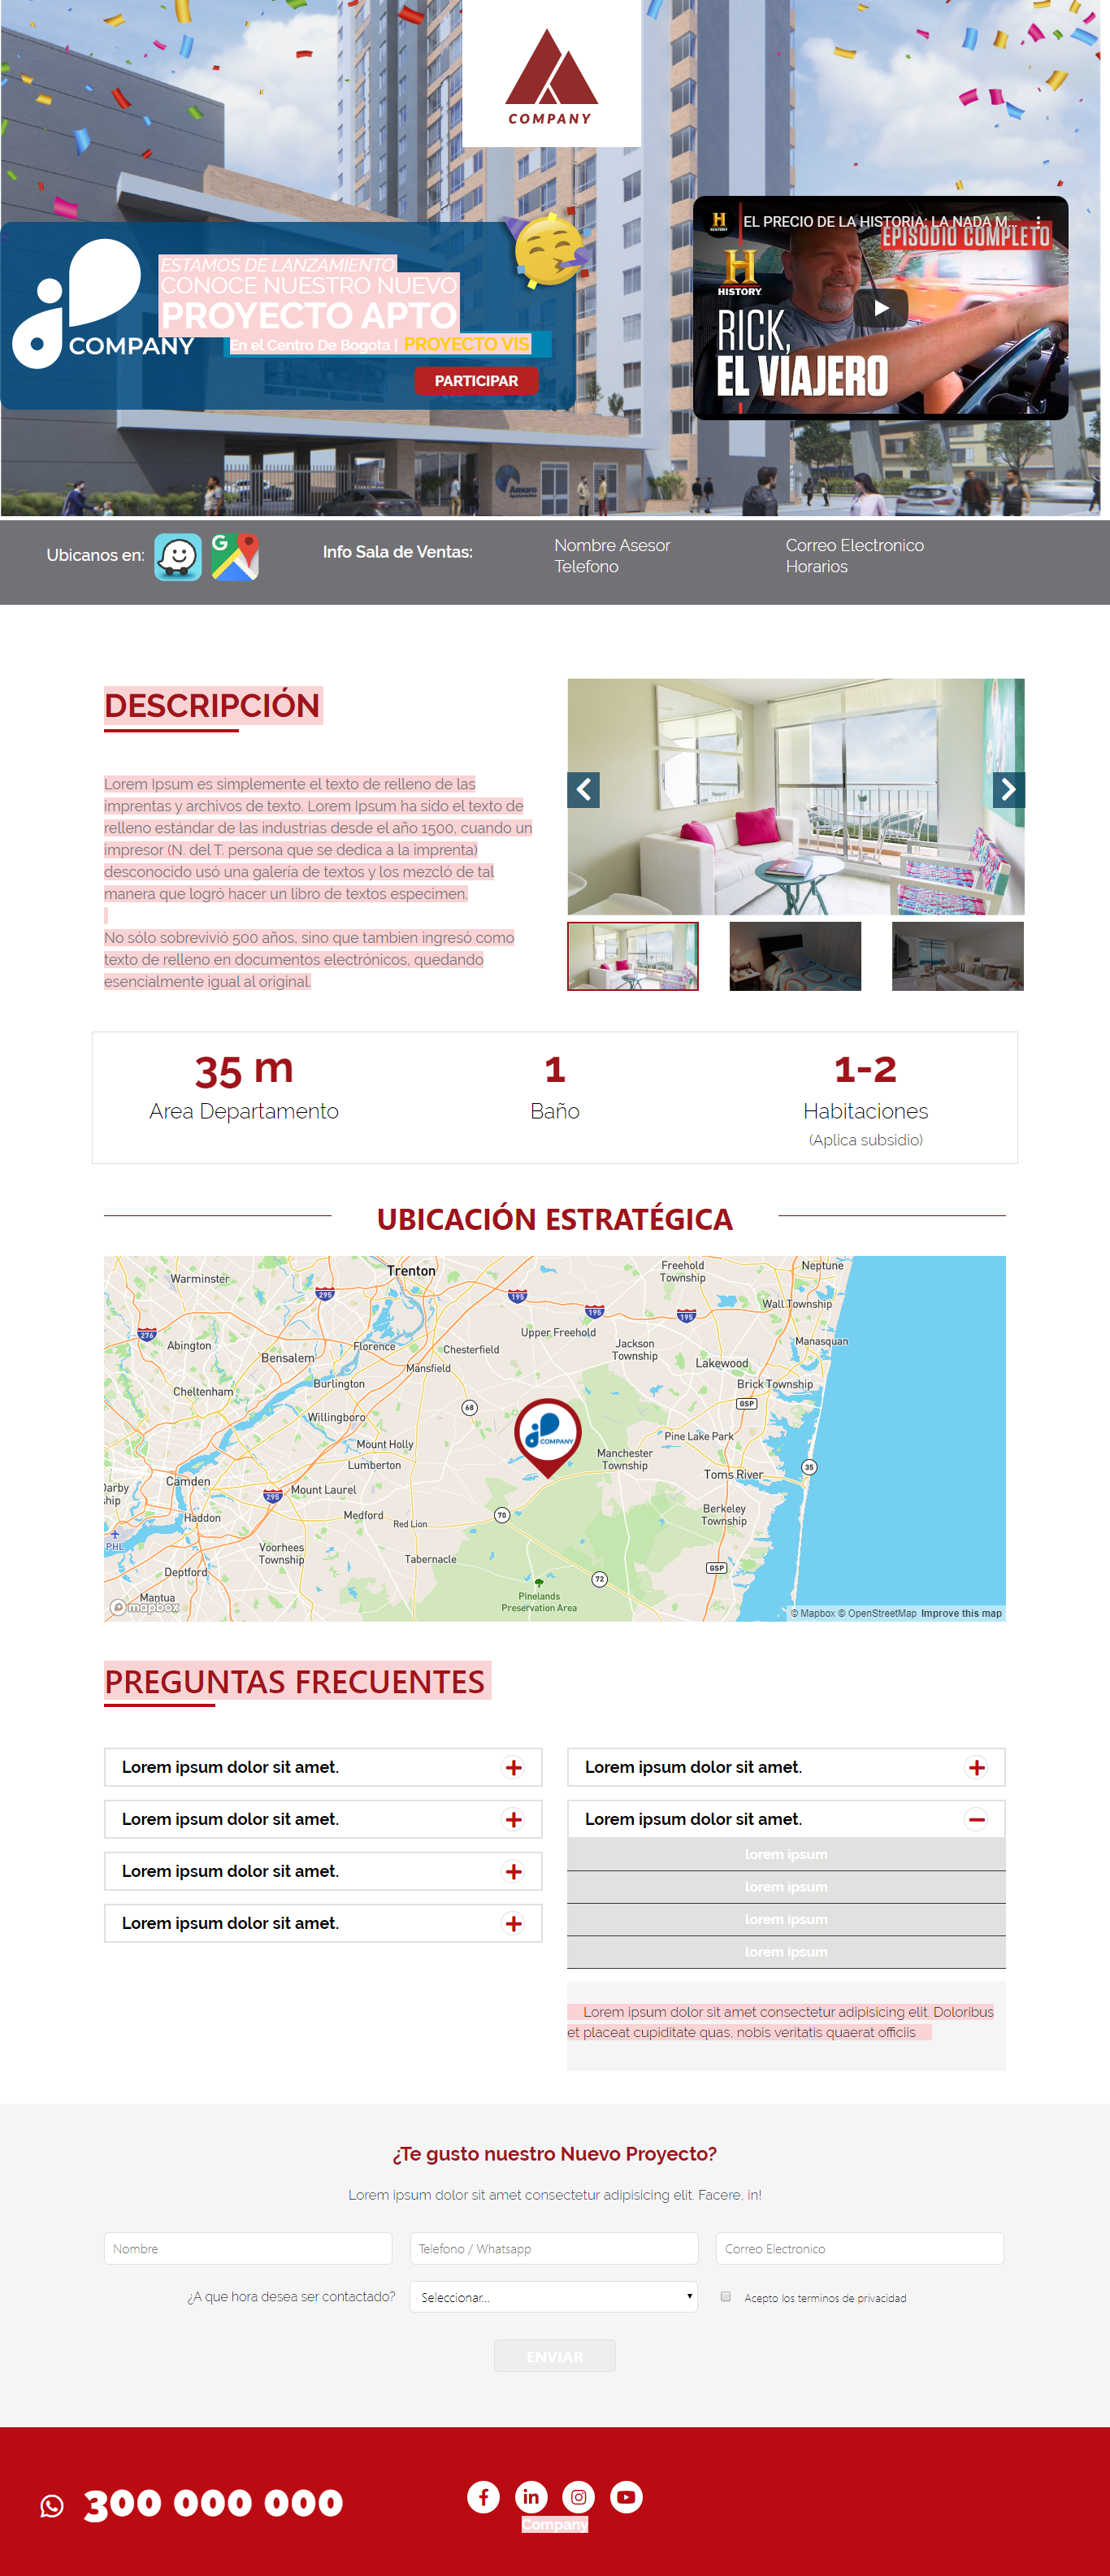 COMPANY
EL PRECIO DE LA HISTORIA: LA NADA M...
EPISODIO COMPLETO
HISTORY
H
HISTORY
RICK,
EL VIAJERO
ESTAMOS DE LANZAMIENTO
CONOCE NUESTRO NUEVO
PROYECTO APTO
COMPANY
En el Centro De Bogota | PROYECTO VIS
PARTICIPAR
Amaro
Ubicanos en:
Info Sala de Ventas:
Nombre Asesor
Telefono
Correo Electronico
Horarios
DESCRIPCIÓN
Lorem Ipsum es simplemente el texto de relleno de las
imprentas y archivos de texto. Lorem Ipsum ha sido el texto de
relleno estándar de las industrias desde el año 1500, cuando un
impresor (N. del T. persona que se dedica a la imprenta)
desconocido usó una galería de textos y los mezcló de tal
manera que logró hacer un libro de textos especimen.
No sólo sobrevivió 500 años, sino que tambien ingresó como
texto de relleno en documentos electrónicos, quedando
esencialmente igual al original.
35 m
Area Departamento
1
Baño
1-2
Habitaciones
(Aplica subsidio)
UBICACIÓN ESTRATÉGICA
Trenton
Freehold
Township
Neptune
Warminster
295
195
195
195
Wall Township
276
Abington
Upper Freehold
Florence
Chesterfield
Jackson
Township
Manasquan
Bensalem
Mansfield
Lakewood
Cheltenham
Burlington
Brick Township
GSP
68
Willingboro
COMPANY
Pine Lake Park
Mount Holly
Manchester
Township
Lumberton
Toms River
35
Camden
Darby
ship
295
Mount Laurel
Haddon
Medford
Red Lion
70
Berkeley
Township
PHL
Voorhees
Township
Tabernacle
GSP
Deptford
72
Mantua
Pinelands
Preservation Area
mapbox
© Mapbox © OpenStreetMap Improve this map
PREGUNTAS FRECUENTES
Lorem ipsum dolor sit amet.
Lorem ipsum dolor sit amet.
Lorem ipsum dolor sit amet.
Lorem ipsum dolor sit amet.
Lorem ipsum dolor sit amet.
Lorem ipsum dolor sit amet.
lorem ipsum
lorem ipsum
lorem ipsum
lorem ipsum
Lorem ipsum dolor sit amet consectetur adipisicing elit. Doloribus
et placeat cupiditate quas, nobis veritatis quaerat officiis
¿Te gusto nuestro Nuevo Proyecto?
Lorem ipsum dolor sit amet consectetur adipisicing elit. Facere, in!
Nombre
Telefono / Whatsapp
Correo Electronico
¿A que hora desea ser contactado?
Seleccionar...
Acepto los terminos de privacidad
ENVIAR
300 000 000
Company